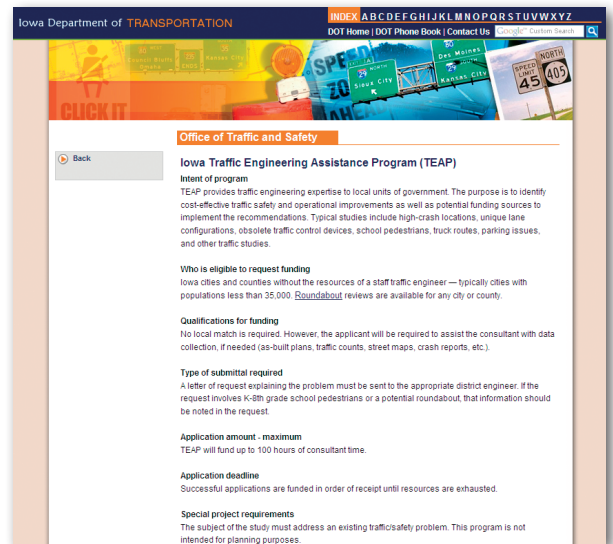 Iowa Department of TRANSPORTATION
INDEX A B C D E F G H I J K L M N O P Q R S T U V W X Y Z
DOT Home | DOT Phone Book | Contact Us Google™ Custom Search
CLICK IT
Kansas City
SPEED
20
AHEAD
NORTH
Sioux City
80
Des Moines
Kansas City
SPEED
LIMIT
45
NORTH
405
Office of Traffic and Safety
Back
Iowa Traffic Engineering Assistance Program (TEAP)
Intent of program
TEAP provides traffic engineering expertise to local units of government. The purpose is to identify
cost-effective traffic safety and operational improvements as well as potential funding sources to
implement the recommendations. Typical studies include high-crash locations, unique lane
configurations, obsolete traffic control devices, school pedestrians, truck routes, parking issues,
and other traffic studies.
Who is eligible to request funding
Iowa cities and counties without the resources of a staff traffic engineer — typically cities with
populations less than 35,000. Roundabout reviews are available for any city or county.
Qualifications for funding
No local match is required. However, the applicant will be required to assist the consultant with data
collection, if needed (as-built plans, traffic counts, street maps, crash reports, etc.).
Type of submittal required
A letter of request explaining the problem must be sent to the appropriate district engineer. If the
request involves K-8th grade school pedestrians or a potential roundabout, that information should
be noted in the request.
Application amount - maximum
TEAP will fund up to 100 hours of consultant time.
Application deadline
Successful applications are funded in order of receipt until resources are exhausted.
Special project requirements
The subject of the study must address an existing traffic/safety problem. This program is not
intended for planning purposes.